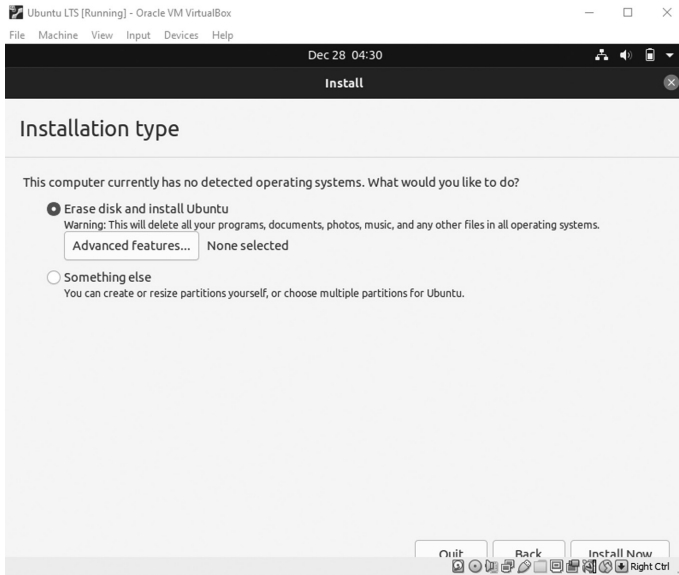 Ubuntu LTS [Running] - Oracle VM VirtualBox
File Machine View Input Devices Help
Dec 28 04:30
Install
Installation type
This computer currently has no detected operating systems. What would you like to do?
Erase disk and install Ubuntu
Warning: This will delete all your programs, documents, photos, music, and any other files in all operating systems.
Advanced features... None selected
Something else
You can create or resize partitions yourself, or choose multiple partitions for Ubuntu.
Quit Back Install Now
Right Ctrl